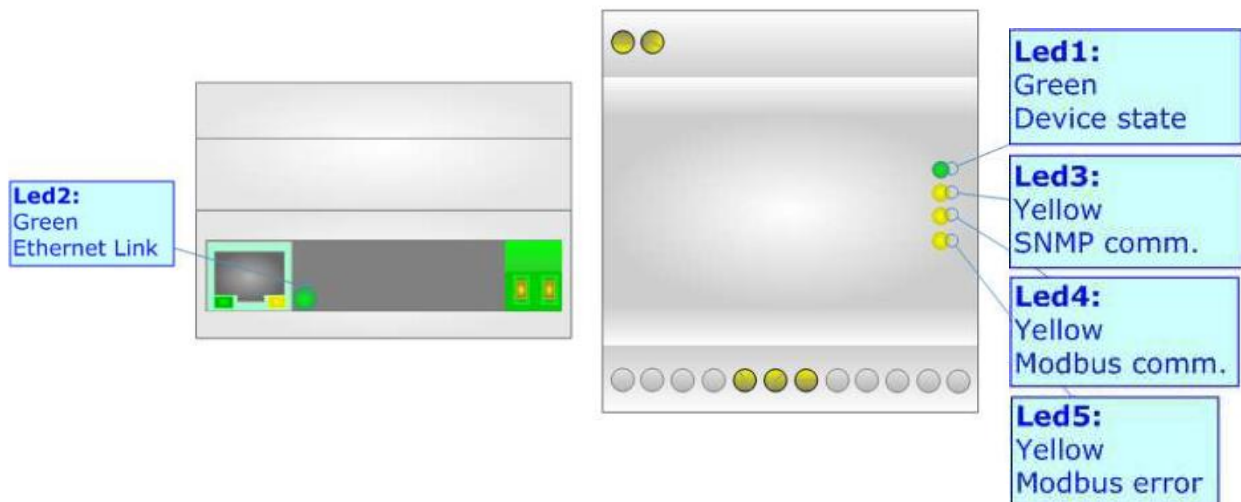 Led1:
Green
Device state
Led2:
Green
Ethernet Link
Led3:
Yellow
SNMP comm.
Led4:
Yellow
Modbus comm.
Led5:
Yellow
Modbus error